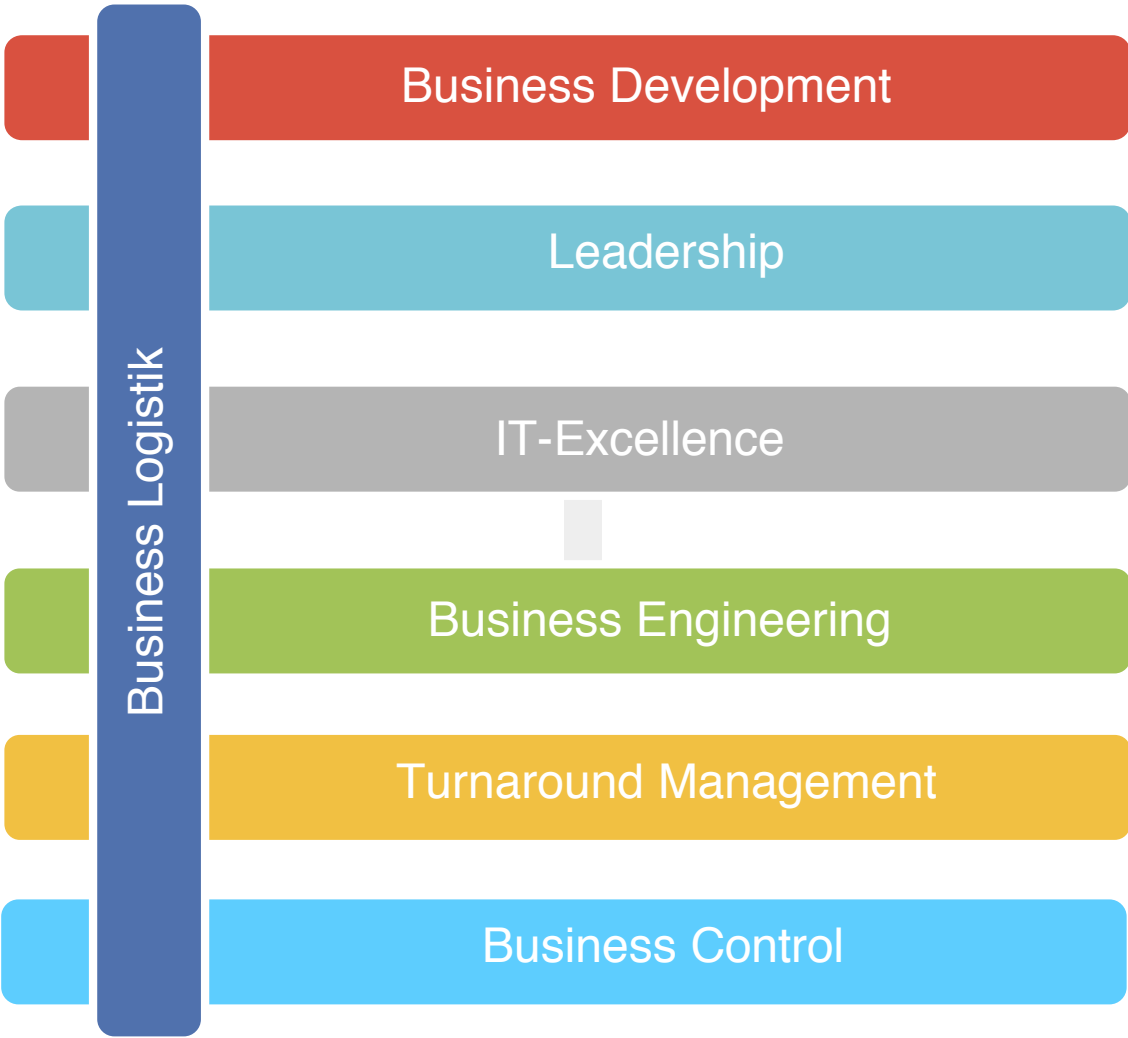 Business Development
Leadership
IT-Excellence
Business Engineering
Turnaround Management
Business Control
Business Logistik